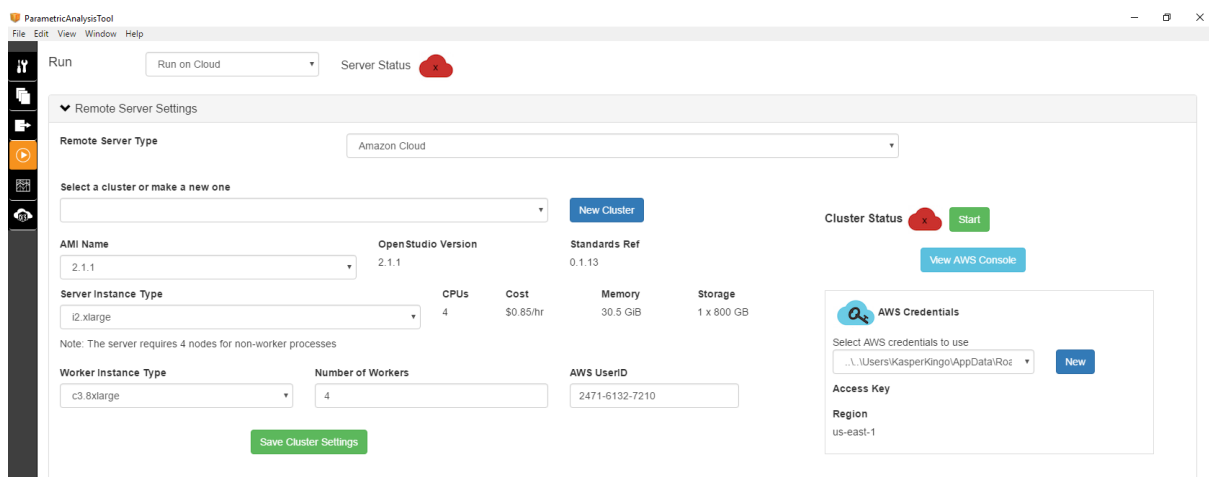 ParametricAnalysisTool
File Edit View Window Help
Run Run on Cloud Server Status x
Remote Server Settings
Remote Server Type Amazon Cloud
Select a cluster or make a new one
New Cluster
Cluster Status x Start
AMI Name OpenStudio Version Standards Ref
2.1.1 2.1.1 0.1.13
View AWS Console
Server Instance Type CPUs Cost Memory Storage
i2.xlarge 4 $0.85/hr 30.5 GiB 1 x 800 GB
AWS Credentials
Note: The server requires 4 nodes for non-worker processes
Select AWS credentials to use
..\..\Users\KasperKingo\AppData\Roa New
Worker Instance Type Number of Workers AWS UserID
c3.8xlarge 4 2471-6132-7210
Access Key
Region
us-east-1
Save Cluster Settings